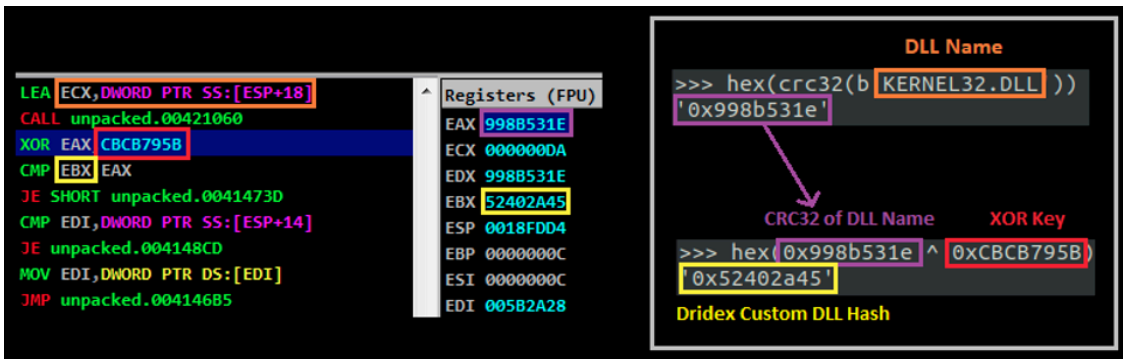 LEA ECX,DWORD PTR SS:[ESP+18]
CALL unpacked.00421060
XOR EAX CBCB795B
CMP EBX EAX
JE SHORT unpacked.0041473D
CMP EDI,DWORD PTR SS:[ESP+14]
JE unpacked.004148CD
MOV EDI,DWORD PTR DS:[EDI]
JMP unpacked.004146B5
Registers (FPU)
EAX 998B531E
ECX 000000DA
EDX 998B531E
EBX 52402A45
ESP 0018FDD4
EBP 0000000C
ESI 0000000C
EDI 005B2A28
DLL Name
>>> hex(crc32(b KERNEL32.DLL ))
'0x998b531e'
CRC32 of DLL Name XOR Key
>>> hex(0x998b531e ^ 0xCBCB795B)
'0x52402a45'
Dridex Custom DLL Hash